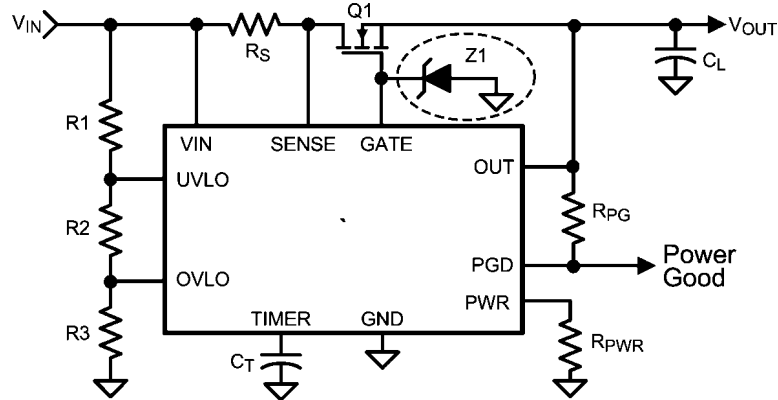 VIN
RS
Q1
Z1
VOUT
CL
R1
VIN
SENSE
GATE
OUT
UVLO
R2
RPG
OVLO
PGD
Power
Good
PWR
R3
TIMER
GND
CT
RPWR